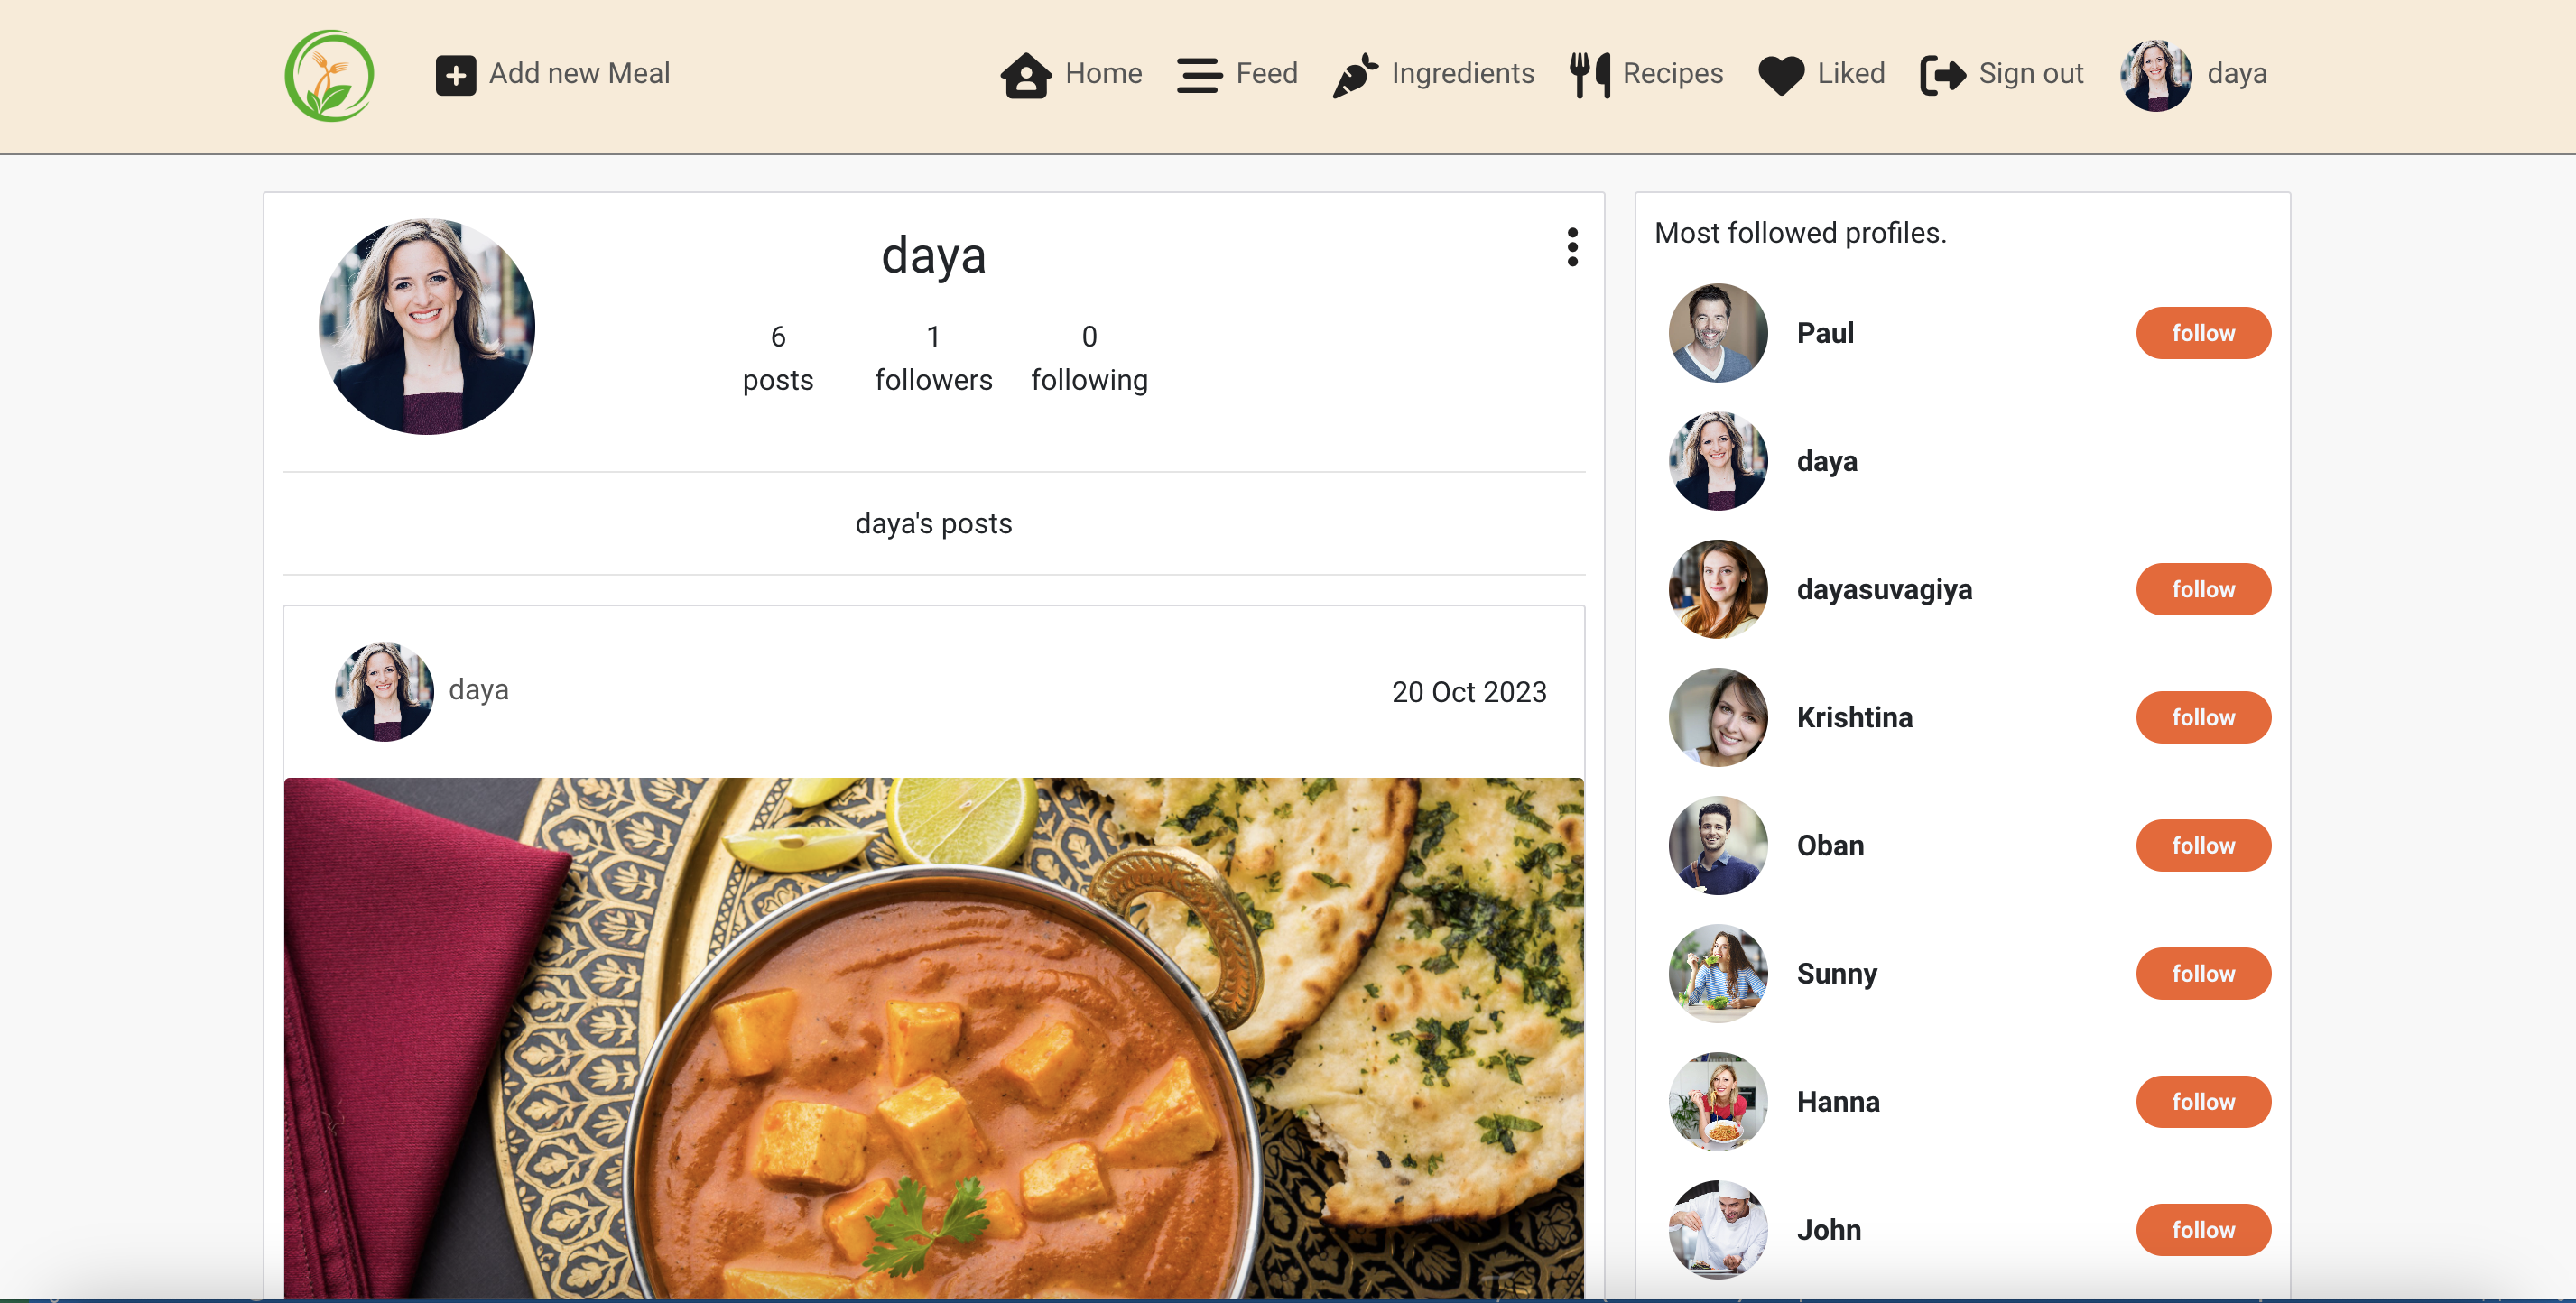 Add new Meal
Home
Feed
Ingredients
Recipes
Liked
Sign out
daya
daya
6
posts
1
followers
0
following
daya's posts
daya
20 Oct 2023
Most followed profiles.
Paul
follow
daya
dayasuvagiya
follow
Krishtina
follow
Oban
follow
Sunny
follow
Hanna
follow
John
follow